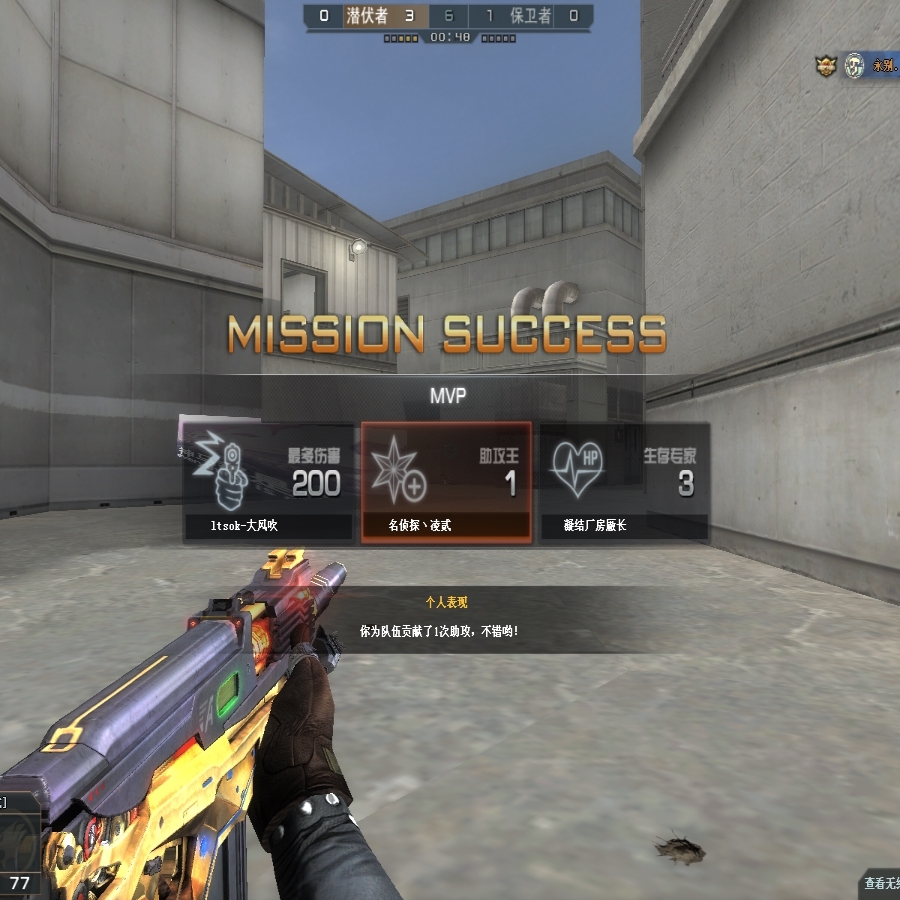 0 潜伏者 3 6 1 保卫者 0
00:48
永别.
MISSION SUCCESS
MVP
最多伤害 200
ltsok-大风吹
助攻王 1
名侦探丶凌贰
生存专家 3
凝结厂房厂长
个人表现
你为队伍贡献了1次助攻，不错哟！
77
查看无线